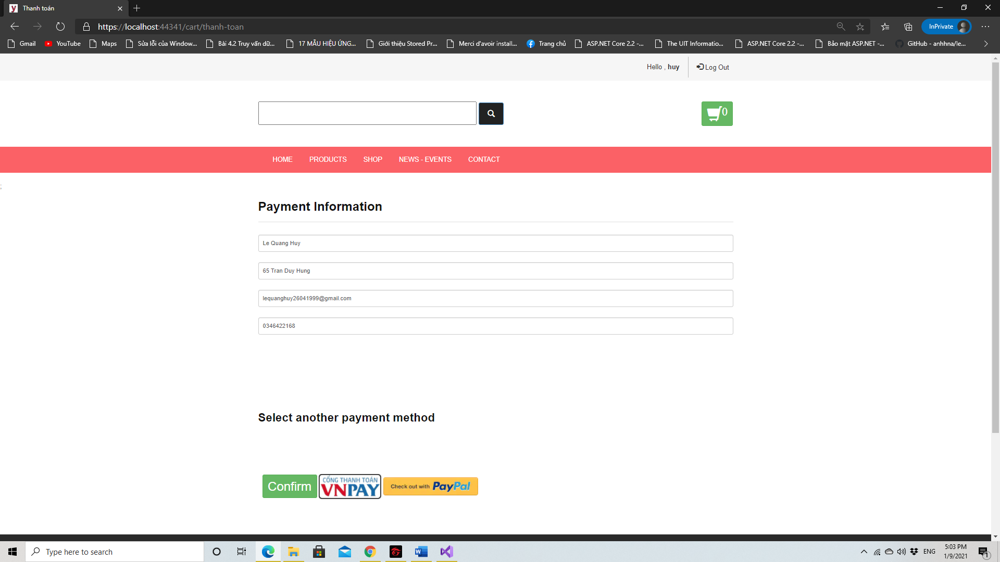 Thanh toán
https://localhost:44341/cart/thanh-toan
InPrivate
Gmail
YouTube
Maps
Sửa lỗi của Window...
Bài 4.2 Truy vấn dữ...
17 MẪU HIỆU ỨNG...
Giới thiệu Stored Pr...
Merci d'avoir install...
Trang chủ
ASP.NET Core 2.2 -...
The UIT Informatio...
ASP.NET Core 2.2 -...
Bảo mật ASP.NET -...
GitHub - anhhna/le...
Hello , huy
Log Out
0
HOME PRODUCTS SHOP NEWS - EVENTS CONTACT
;
Payment Information
Le Quang Huy
65 Tran Duy Hung
lequanghuy26041999@gmail.com
0346422168
Select another payment method
Confirm
CỔNG THANH TOÁN
VNPAY
Check out with PayPal
Type here to search
ENG
5:03 PM
1/9/2021
1